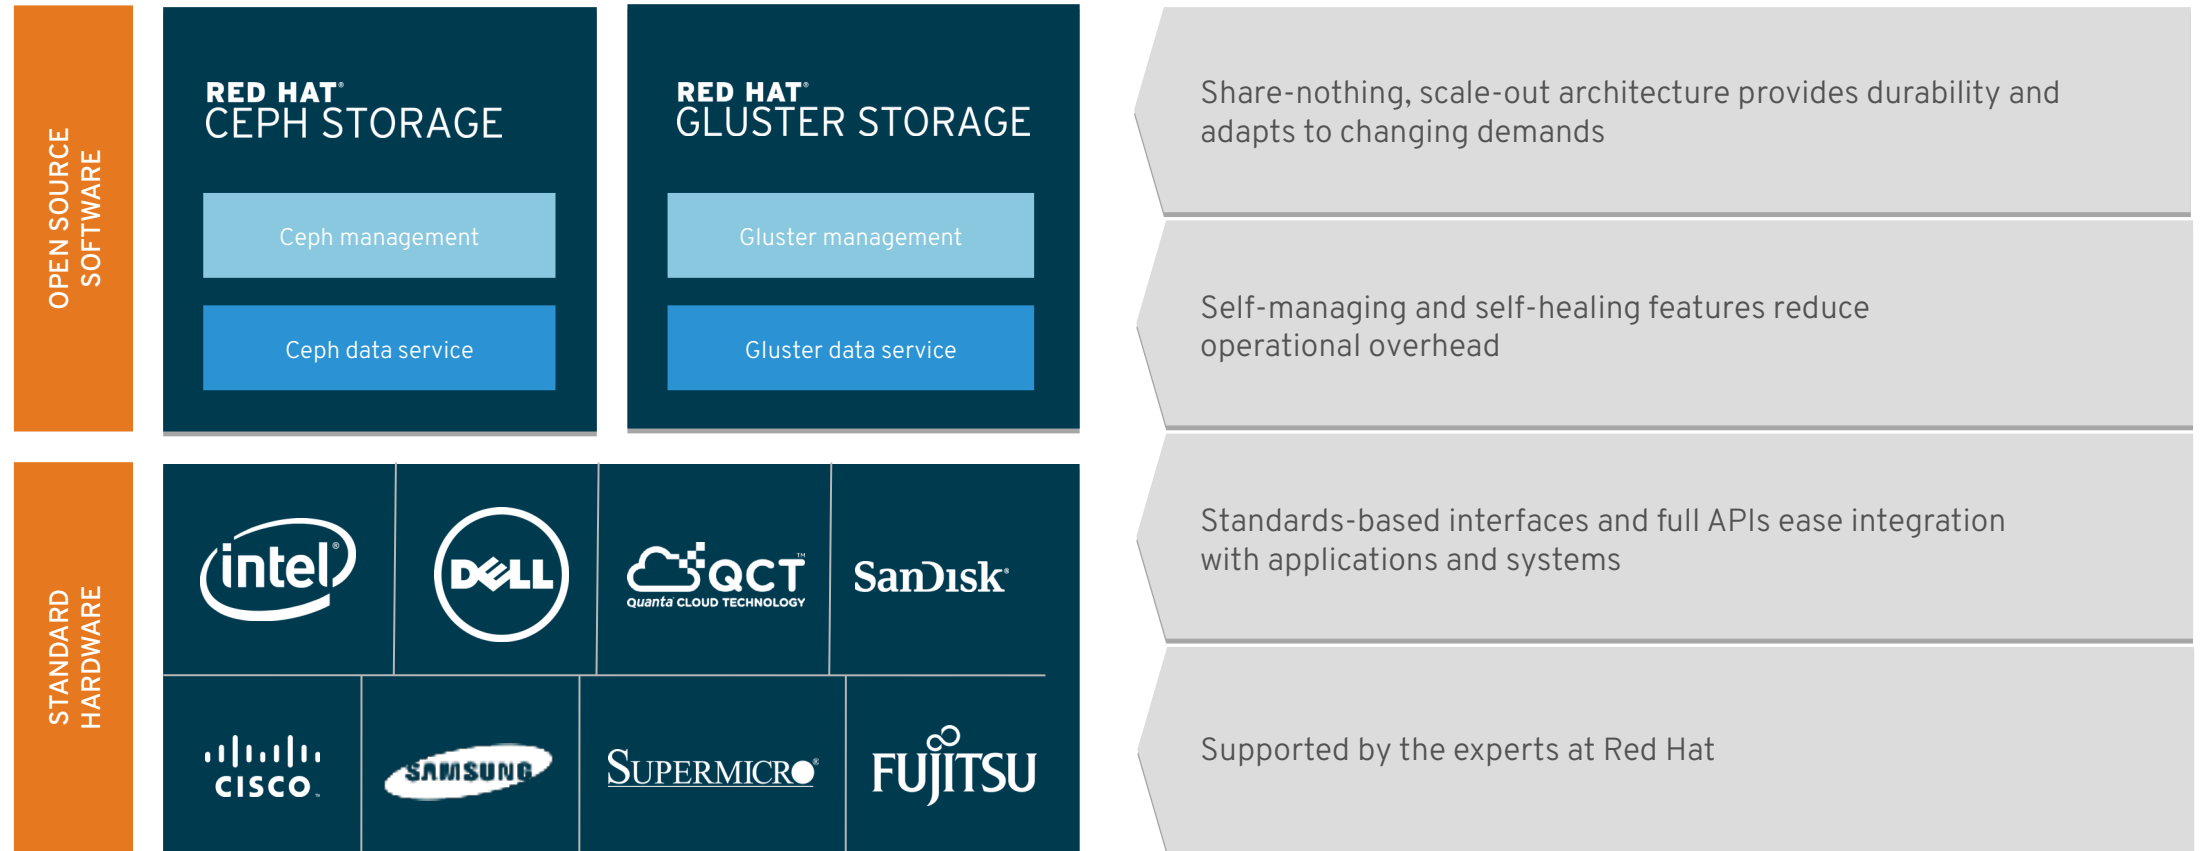 OPEN SOURCE
SOFTWARE
RED HAT®
CEPH STORAGE
Ceph management
Ceph data service
RED HAT®
GLUSTER STORAGE
Gluster management
Gluster data service
STANDARD
HARDWARE
intel®
DELL
QCT™
Quanta CLOUD TECHNOLOGY
SanDisk®
CISCO™
SAMSUNG
SUPERMICRO®
FUJITSU
Share-nothing, scale-out architecture provides durability and
adapts to changing demands
Self-managing and self-healing features reduce
operational overhead
Standards-based interfaces and full APIs ease integration
with applications and systems
Supported by the experts at Red Hat